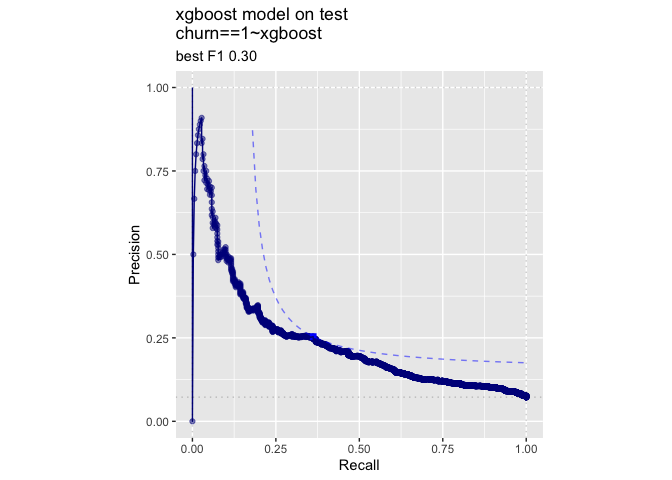 xgboost model on test
churn==1~xgboost
best F1 0.30
1.00
0.75
0.50
0.25
0.00
Precision
0.00 0.25 0.50 0.75 1.00
Recall